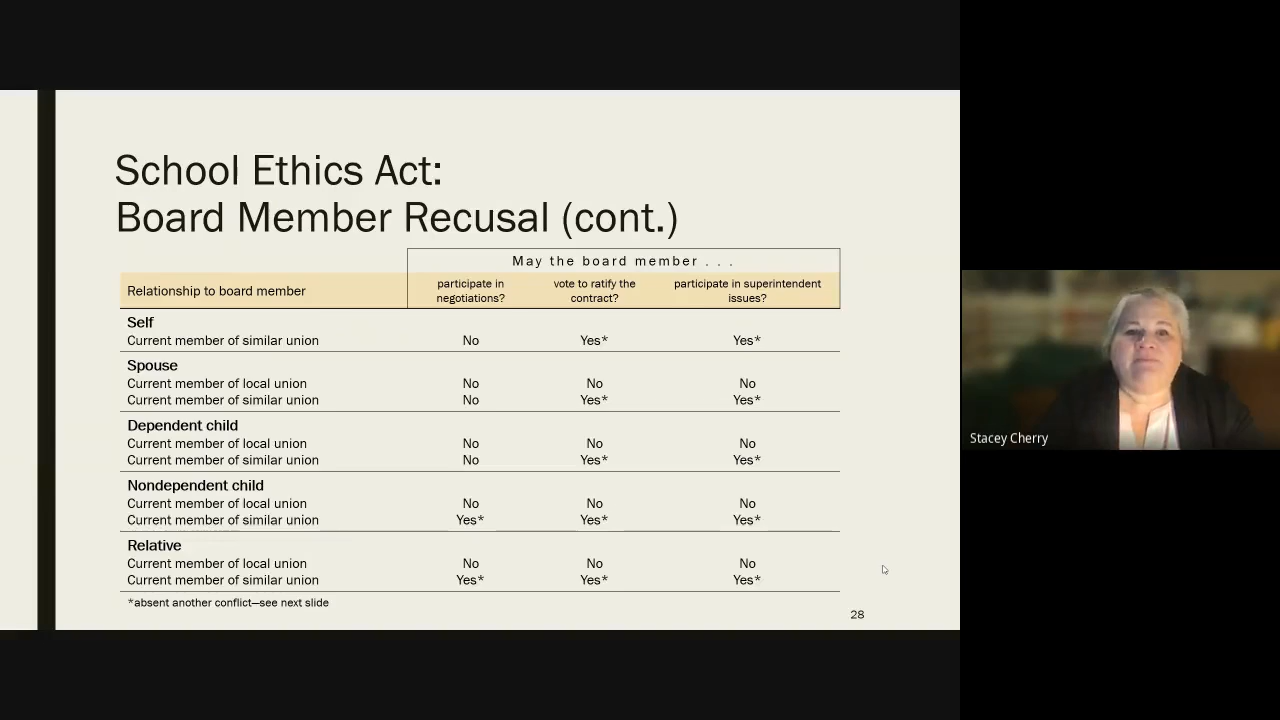 School Ethics Act:
Board Member Recusal (cont.)
May the board member . . .
Relationship to board member participate in negotiations? vote to ratify the contract? participate in superintendent issues?
Self
Current member of similar union No Yes* Yes*
Spouse
Current member of local union No No No
Current member of similar union No Yes* Yes*
Dependent child
Current member of local union No No No
Current member of similar union No Yes* Yes*
Nondependent child
Current member of local union No No No
Current member of similar union Yes* Yes* Yes*
Relative
Current member of local union No No No
Current member of similar union Yes* Yes* Yes*
*absent another conflict—see next slide
28
Stacey Cherry